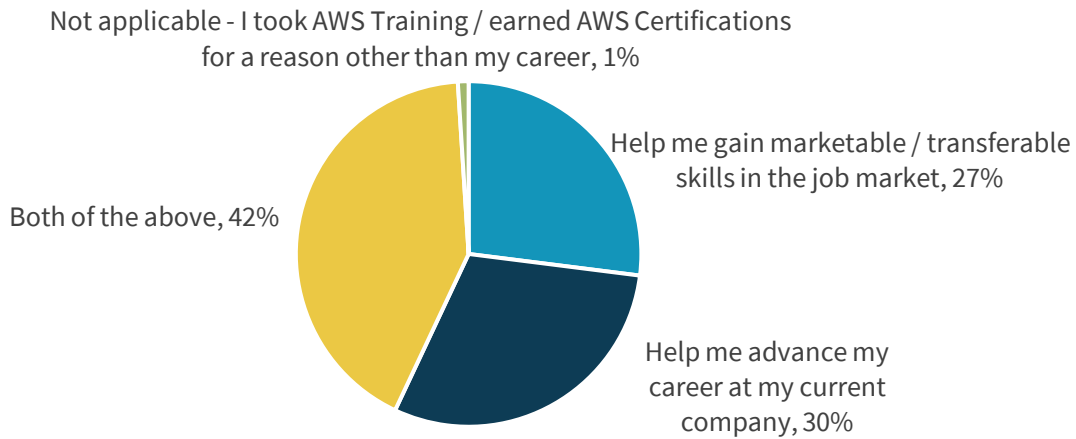 Not applicable - I took AWS Training / earned AWS Certifications
for a reason other than my career, 1%
Help me gain marketable / transferable
skills in the job market, 27%
Both of the above, 42%
Help me advance my
career at my current
company, 30%